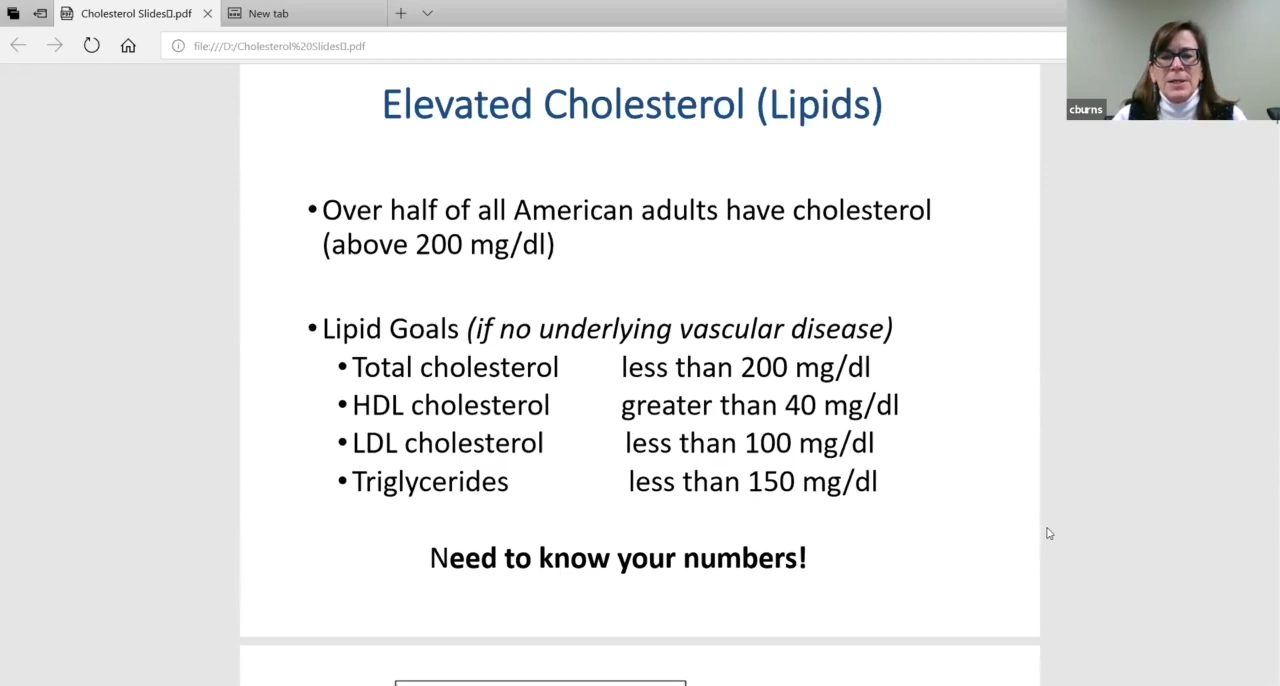 Cholesterol Slides▯.pdf
New tab
file:///D:/Cholesterol%20Slides▯.pdf
cburns
Elevated Cholesterol (Lipids)
•Over half of all American adults have cholesterol
(above 200 mg/dl)
•Lipid Goals (if no underlying vascular disease)
•Total cholesterol less than 200 mg/dl
•HDL cholesterol greater than 40 mg/dl
•LDL cholesterol less than 100 mg/dl
•Triglycerides less than 150 mg/dl
Need to know your numbers!